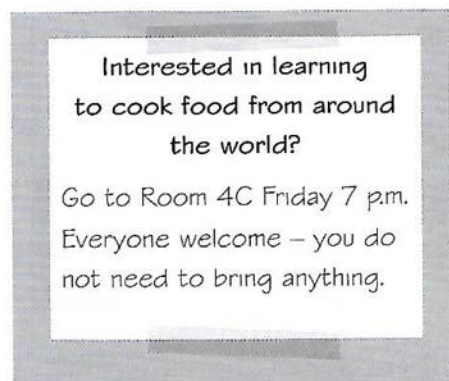 Interested in learning
to cook food from around
the world?
Go to Room 4C Friday 7 p.m.
Everyone welcome – you do
not need to bring anything.